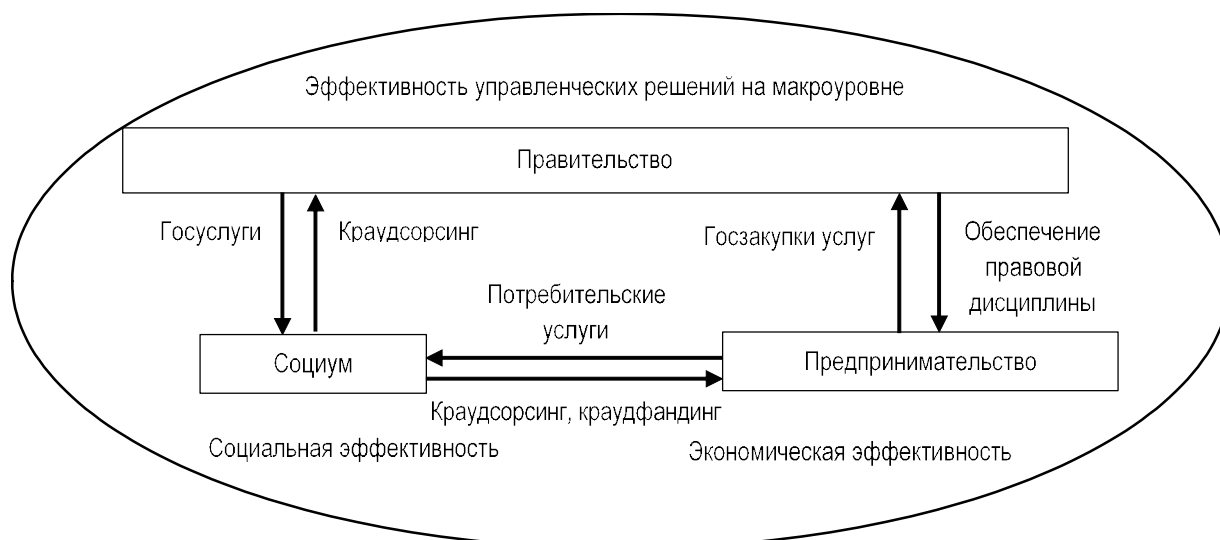 Эффективность управленческих решений на макроуровне
Правительство
Госуслуги
Краудсорсинг
Госзакупки услуг
Обеспечение
правовой
дисциплины
Потребительские
услуги
Социум
Предпринимательство
Краудсорсинг, краудфандинг
Социальная эффективность
Экономическая эффективность